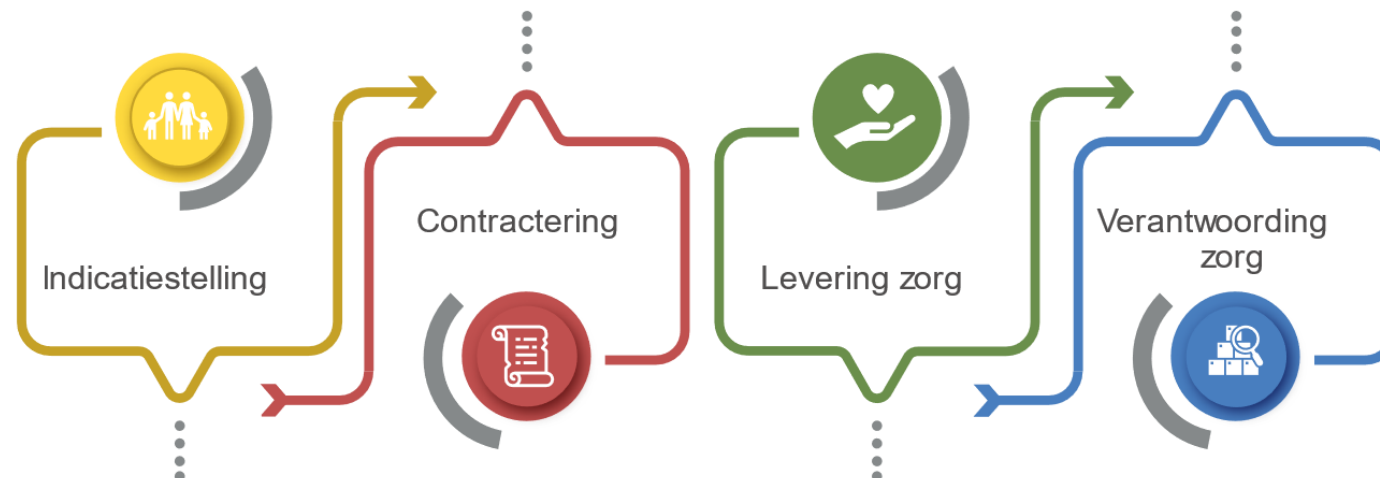 Indicatiestelling
Contractering
Levering zorg
Verantwoording
zorg